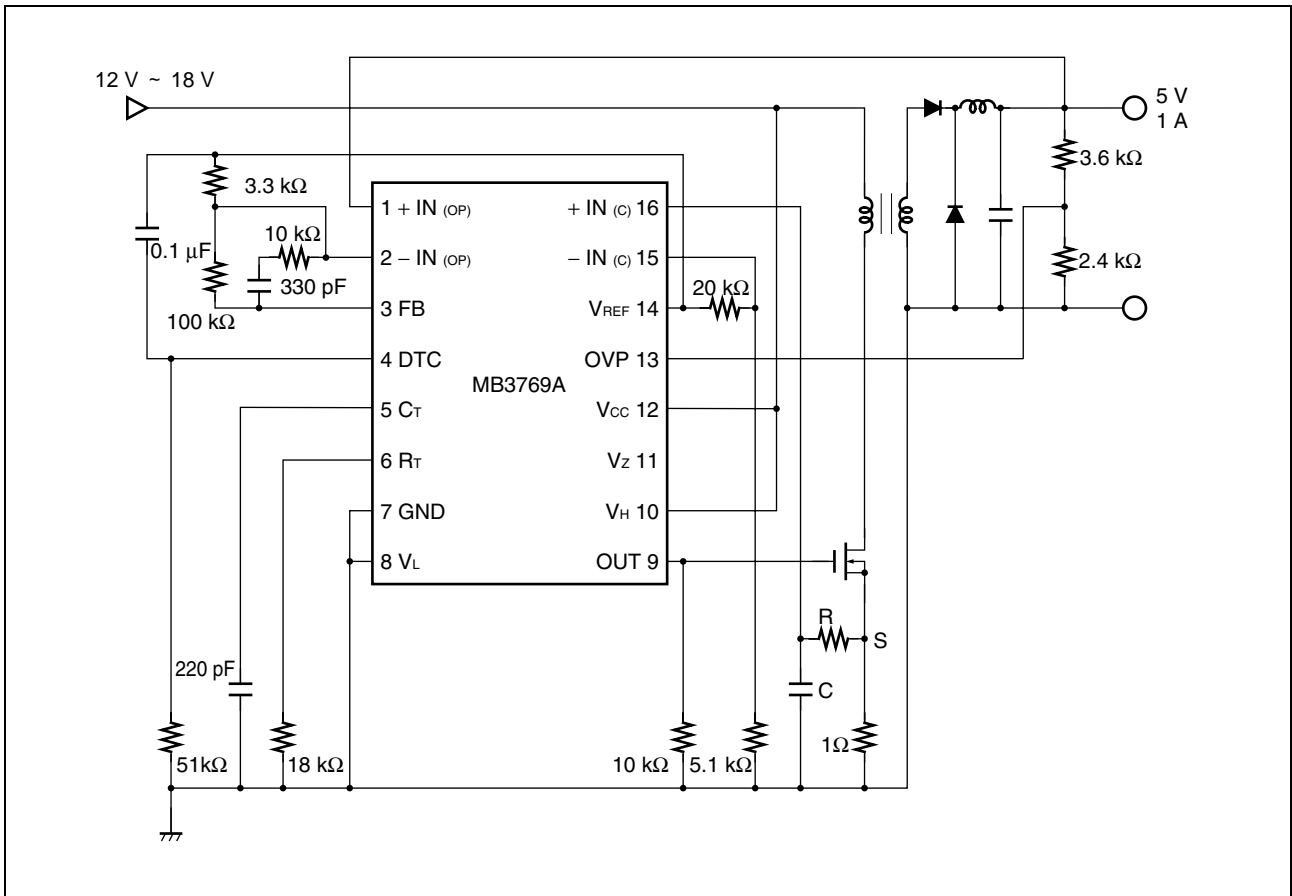 12 V ~ 18 V
5 V
1 A
3.6 kΩ
2.4 kΩ
3.3 kΩ
10 kΩ
0.1 μF
330 pF
100 kΩ
20 kΩ
1 + IN (OP)
2 – IN (OP)
3 FB
4 DTC
5 CT
6 RT
7 GND
8 VL
MB3769A
+ IN (C) 16
– IN (C) 15
VREF 14
OVP 13
VCC 12
VZ 11
VH 10
OUT 9
R
S
C
220 pF
51kΩ
18 kΩ
10 kΩ
5.1 kΩ
1Ω